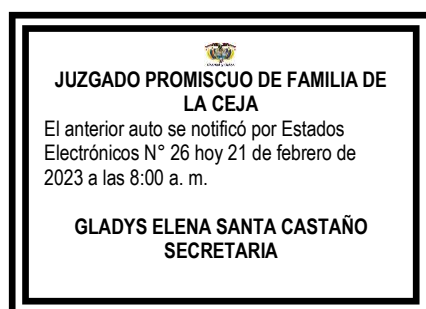 JUZGADO PROMISCUO DE FAMILIA DE
LA CEJA
El anterior auto se notificó por Estados
Electrónicos N° 26 hoy 21 de febrero de
2023 a las 8:00 a. m.
GLADYS ELENA SANTA CASTAÑO
SECRETARIA